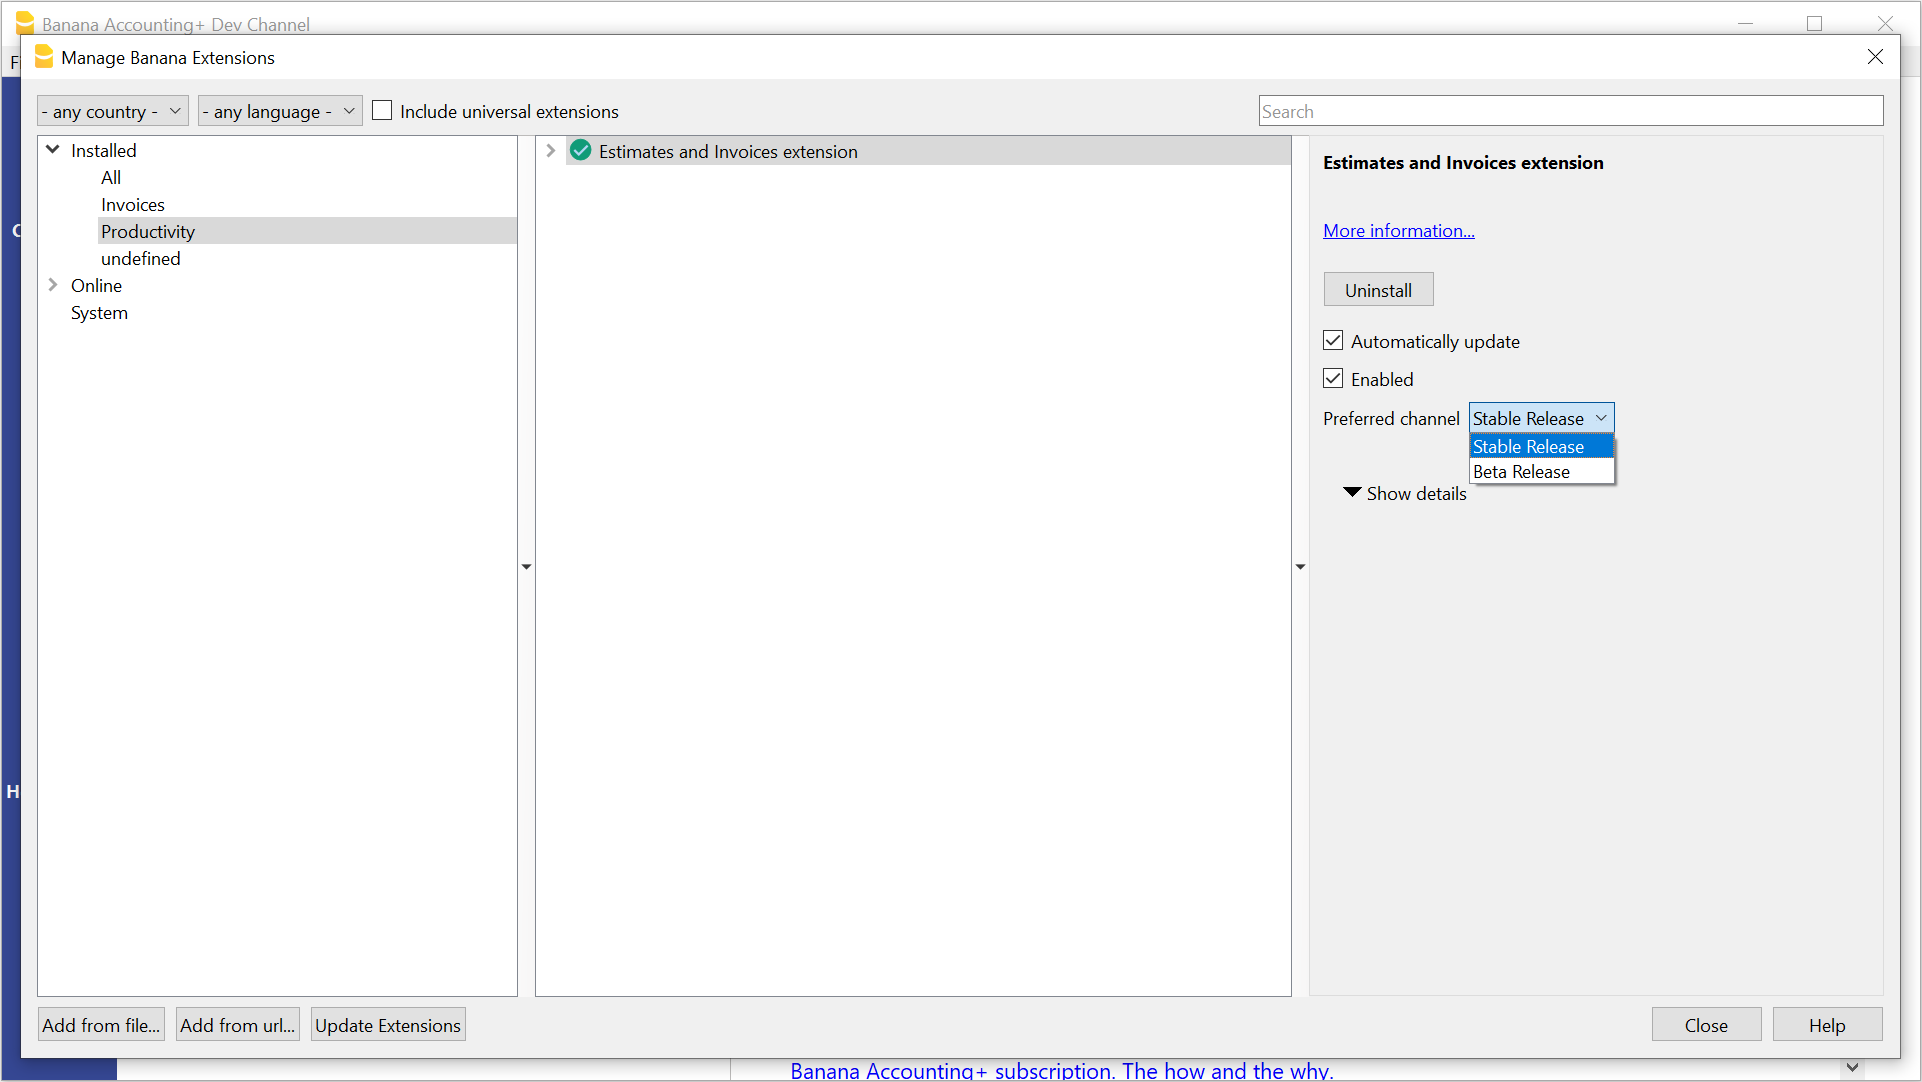 Banana Accounting+ Dev Channel
Manage Banana Extensions
- any country -
- any language -
Include universal extensions
Search
Installed
All
Invoices
Productivity
undefined
Online
System
Estimates and Invoices extension
Estimates and Invoices extension
More information...
Uninstall
Automatically update
Enabled
Preferred channel
Stable Release
Stable Release
Beta Release
Show details
Add from file...
Add from url...
Update Extensions
Close
Help
Banana Accounting+ subscription. The how and the why.